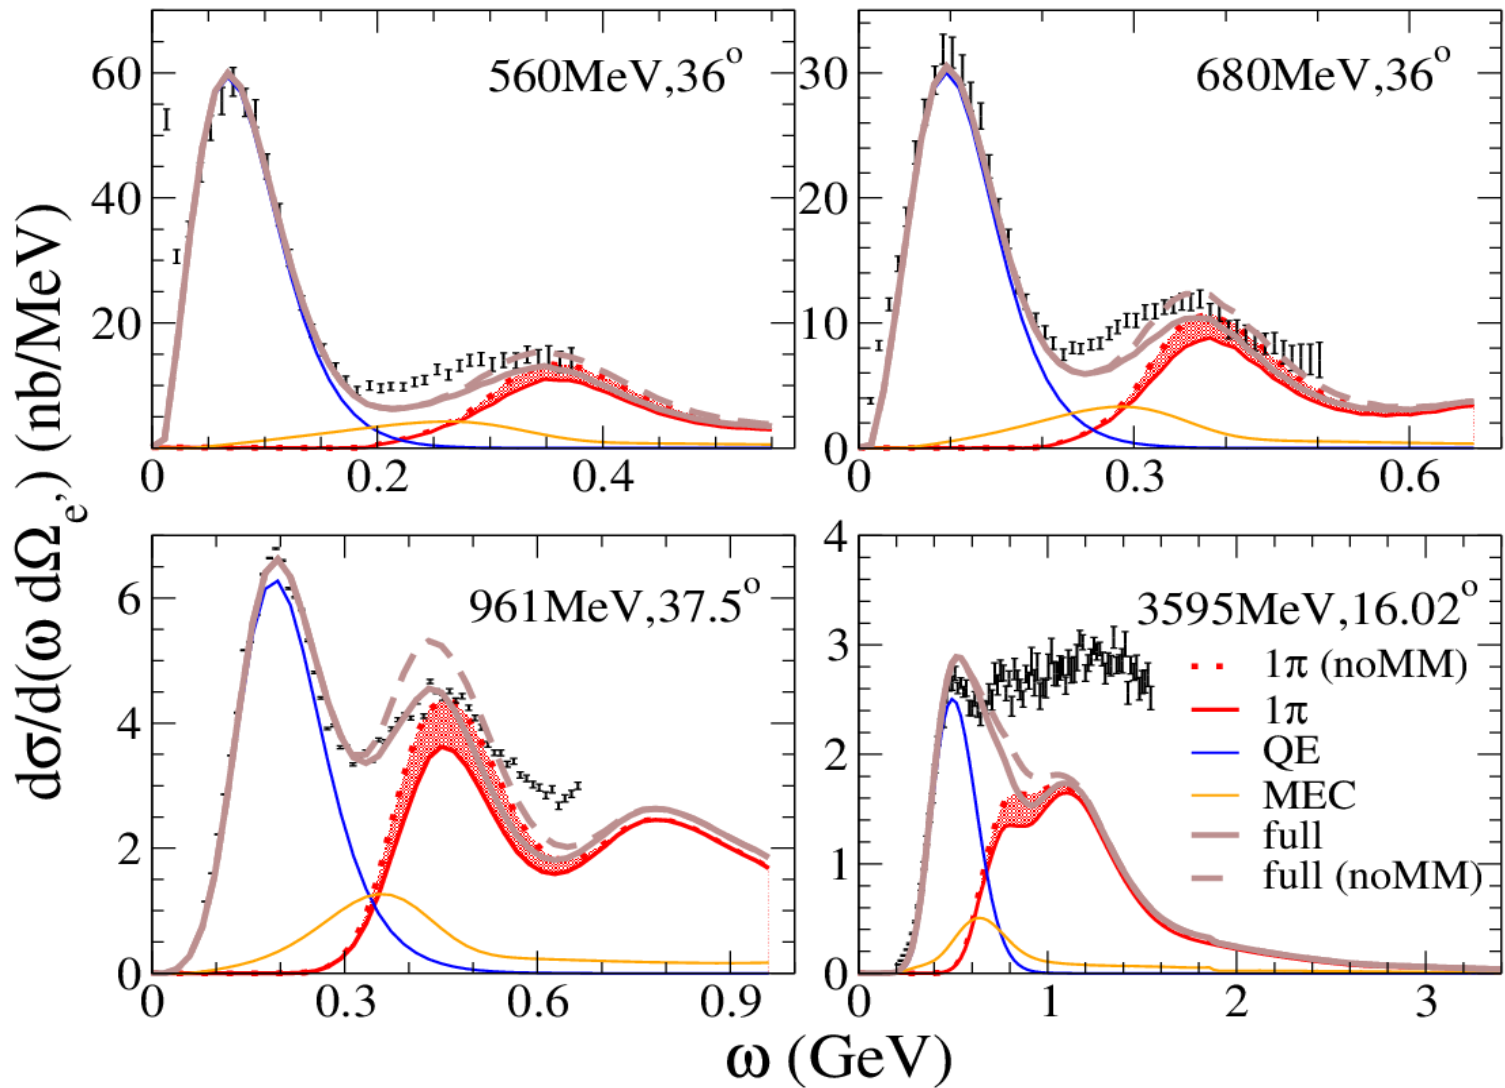 dσ/d(ω dΩe') (nb/MeV)
560MeV,36°
60
40
20
0
0.2
0.4
680MeV,36°
30
20
10
0
0
0.3
0.6
961MeV,37.5°
6
4
2
0
0
0.3
0.6
0.9
3595MeV,16.02°
4
3
2
1
0
0
1
2
3
1π (noMM)
1π
QE
MEC
full
full (noMM)
ω (GeV)